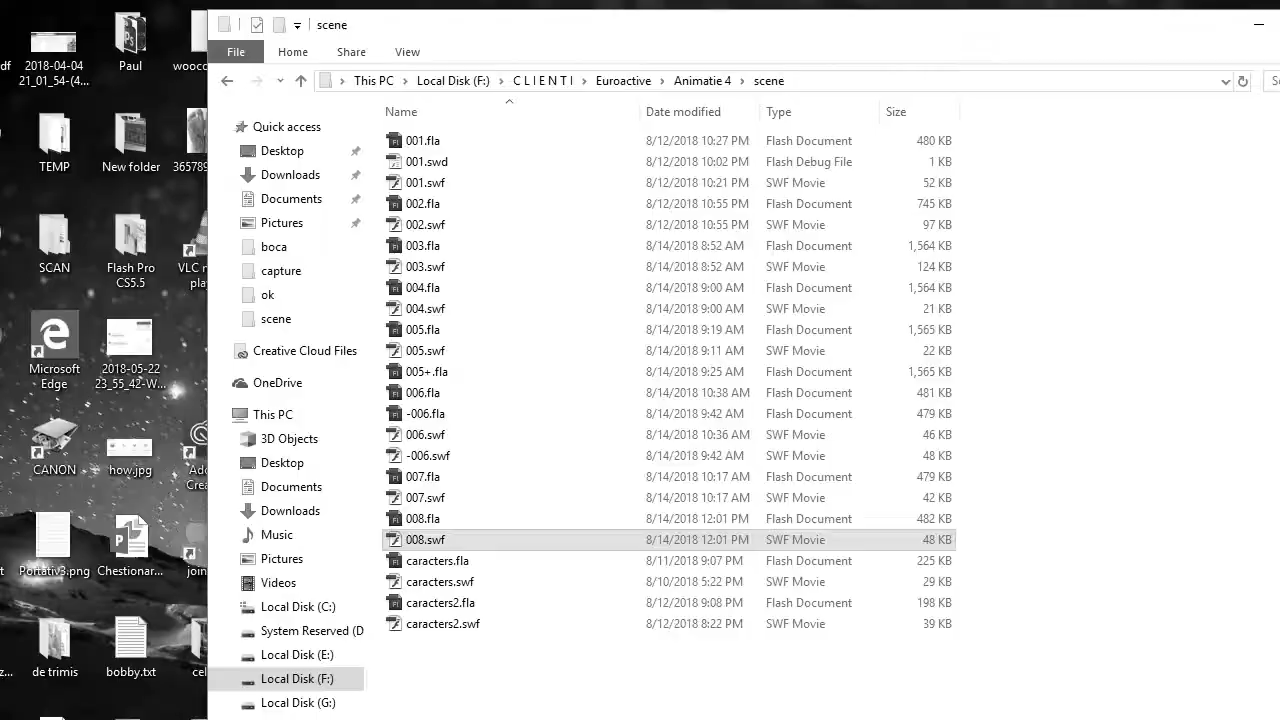 scene
File Home Share View
This PC Local Disk (F:) C L I E N T I Euroactive Animatie 4 scene
Name Date modified Type Size
001.fla 8/12/2018 10:27 PM Flash Document 480 KB
001.swd 8/12/2018 10:02 PM Flash Debug File 1 KB
001.swf 8/12/2018 10:21 PM SWF Movie 52 KB
002.fla 8/12/2018 10:55 PM Flash Document 745 KB
002.swf 8/12/2018 10:55 PM SWF Movie 97 KB
003.fla 8/14/2018 8:52 AM Flash Document 1,564 KB
003.swf 8/14/2018 8:52 AM SWF Movie 124 KB
004.fla 8/14/2018 9:00 AM Flash Document 1,564 KB
004.swf 8/14/2018 9:00 AM SWF Movie 21 KB
005.fla 8/14/2018 9:19 AM Flash Document 1,565 KB
005.swf 8/14/2018 9:11 AM SWF Movie 22 KB
005+.fla 8/14/2018 9:25 AM Flash Document 1,565 KB
006.fla 8/14/2018 10:38 AM Flash Document 481 KB
-006.fla 8/14/2018 9:42 AM Flash Document 479 KB
006.swf 8/14/2018 10:36 AM SWF Movie 46 KB
-006.swf 8/14/2018 9:42 AM SWF Movie 48 KB
007.fla 8/14/2018 10:17 AM Flash Document 479 KB
007.swf 8/14/2018 10:17 AM SWF Movie 42 KB
008.fla 8/14/2018 12:01 PM Flash Document 482 KB
008.swf 8/14/2018 12:01 PM SWF Movie 48 KB
caracters.fla 8/11/2018 9:07 PM Flash Document 225 KB
caracters.swf 8/10/2018 5:22 PM SWF Movie 29 KB
caracters2.fla 8/12/2018 9:08 PM Flash Document 198 KB
caracters2.swf 8/12/2018 8:22 PM SWF Movie 39 KB
Quick access
Desktop
Downloads
Documents
Pictures
boca
capture
ok
scene
Creative Cloud Files
OneDrive
This PC
3D Objects
Desktop
Documents
Downloads
Music
Pictures
Videos
Local Disk (C:)
System Reserved (D
Local Disk (E:)
Local Disk (F:)
Local Disk (G:)
df
2018-04-04
21_01_54-(4...
Paul
wooco
TEMP
New folder
365789
SCAN
Flash Pro
CS5.5
VLC n
play
Microsoft
Edge
2018-05-22
23_55_42-W...
CANON
how.jpg
Ado
Crea
t
Portativ3.png
Chestionar...
join
z...
de trimis
bobby.txt
cel